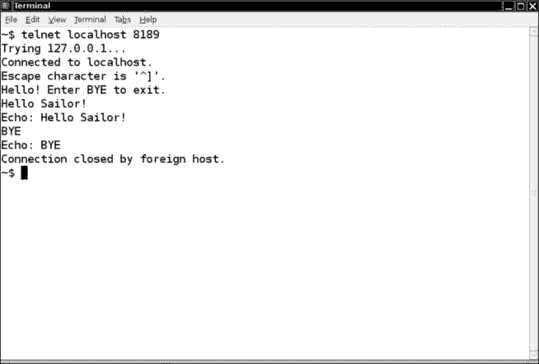 Terminal
File Edit View Terminal Tabs Help
~$ telnet localhost 8189
Trying 127.0.0.1...
Connected to localhost.
Escape character is '^]'.
Hello! Enter BYE to exit.
Hello Sailor!
Echo: Hello Sailor!
BYE
Echo: BYE
Connection closed by foreign host.
~$